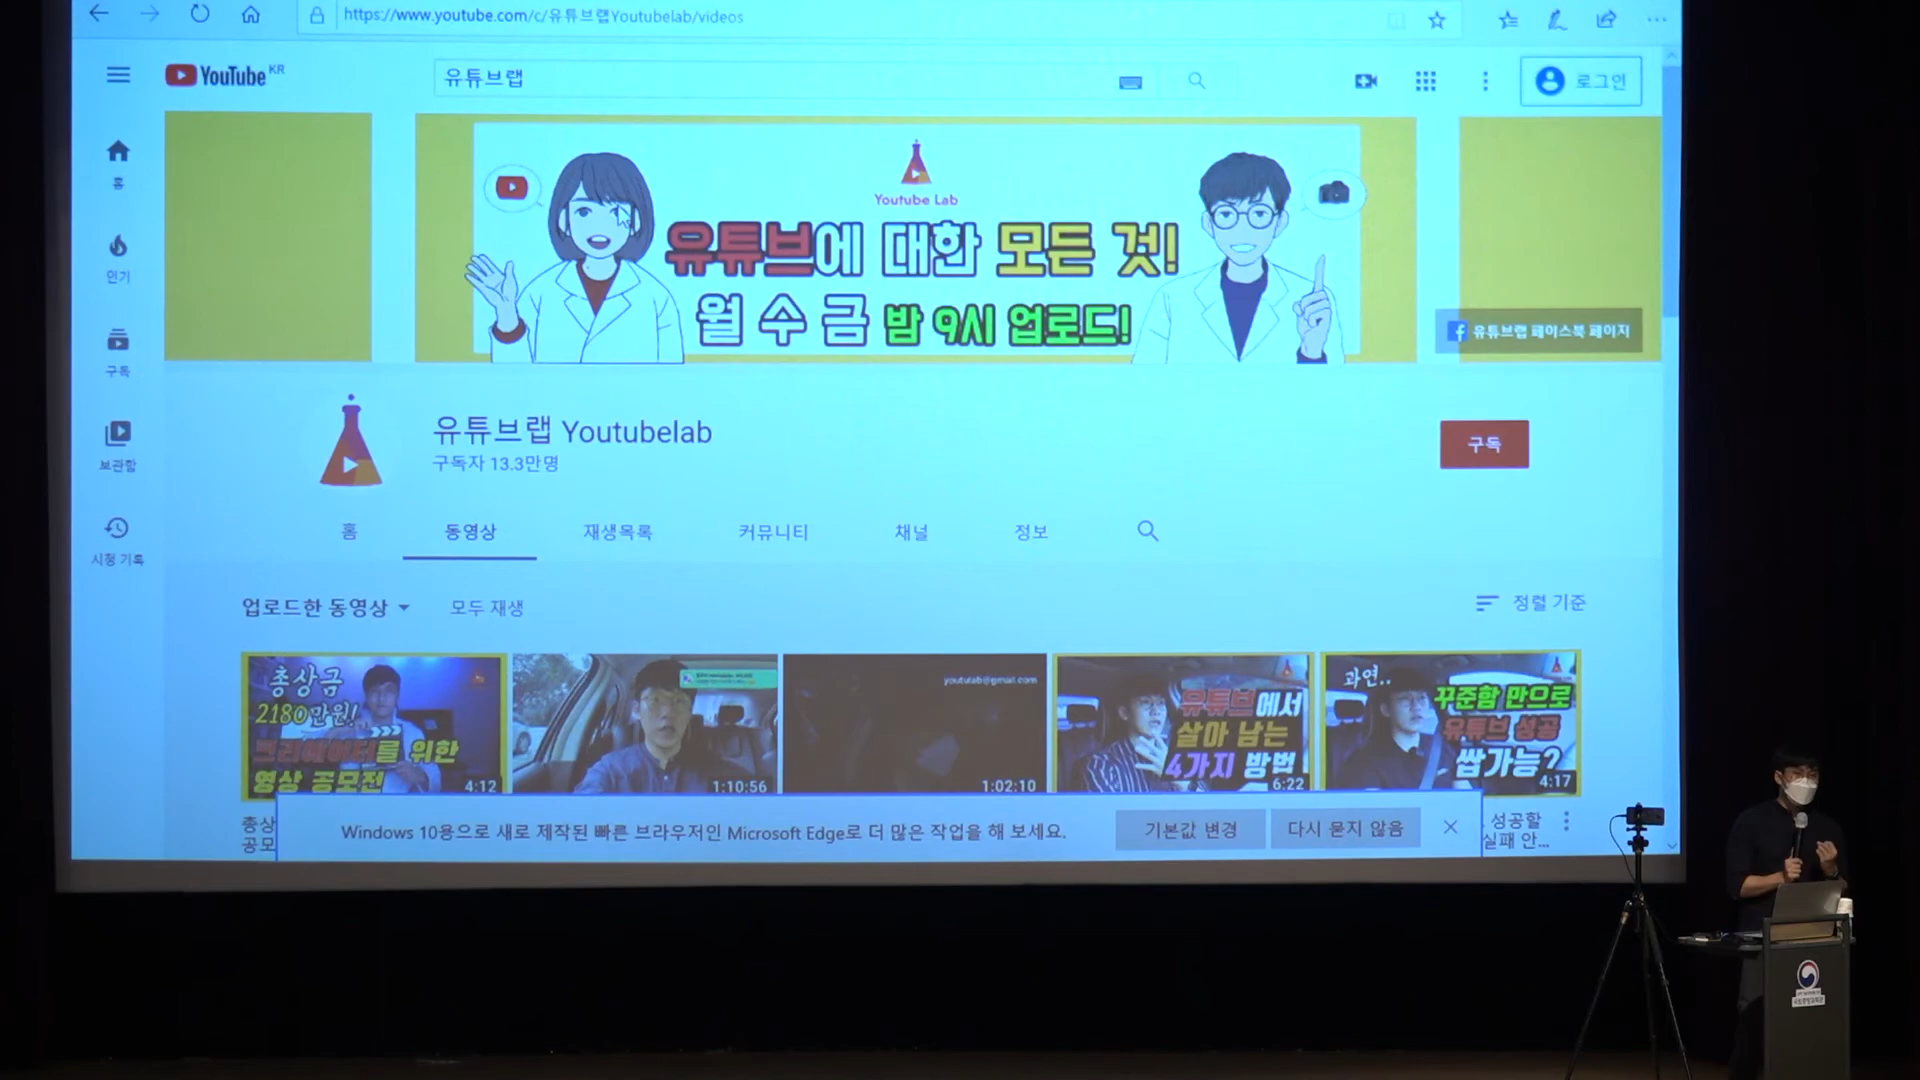 https://www.youtube.com/c/유튜브랩Youtubelab/videos
YouTube KR
유튜브랩
로그인
홈
인기
구독
보관함
시청 기록
Youtube Lab
유튜브에 대한 모든 것!
월 수 금 밤 9시 업로드!
유튜브랩 페이스북 페이지
유튜브랩 Youtubelab
구독자 13.3만명
구독
홈
동영상
재생목록
커뮤니티
채널
정보
업로드한 동영상
모두 재생
정렬 기준
총상금
2180만원!
크리에이터를 위한
영상 공모전
4:12
1:10:56
youtulab@gmail.com
1:02:10
유튜브에서
살아 남는
4가지 방법
6:22
과연..
꾸준함 만으로
유튜브 성공
쌉가능?
4:17
총상
공모
Windows 10용으로 새로 제작된 빠른 브라우저인 Microsoft Edge로 더 많은 작업을 해 보세요.
기본값 변경
다시 묻지 않음
성공할
실패 안...
국립중앙과학관